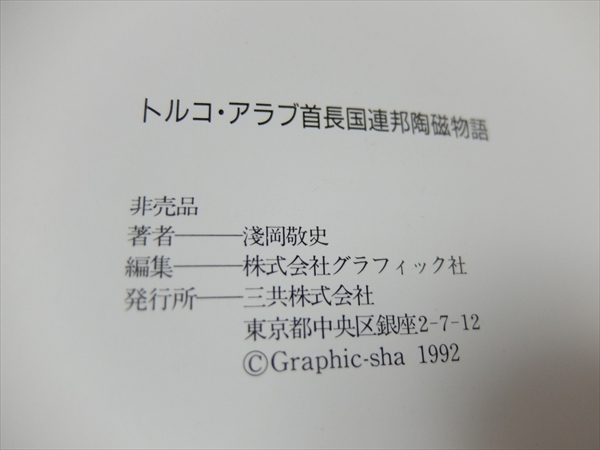 トルコ・アラブ首長国連邦陶磁物語
非売品
著者――淺岡敬史
編集――株式会社グラフィック社
発行所――三共株式会社
東京都中央区銀座2-7-12
©Graphic-sha 1992